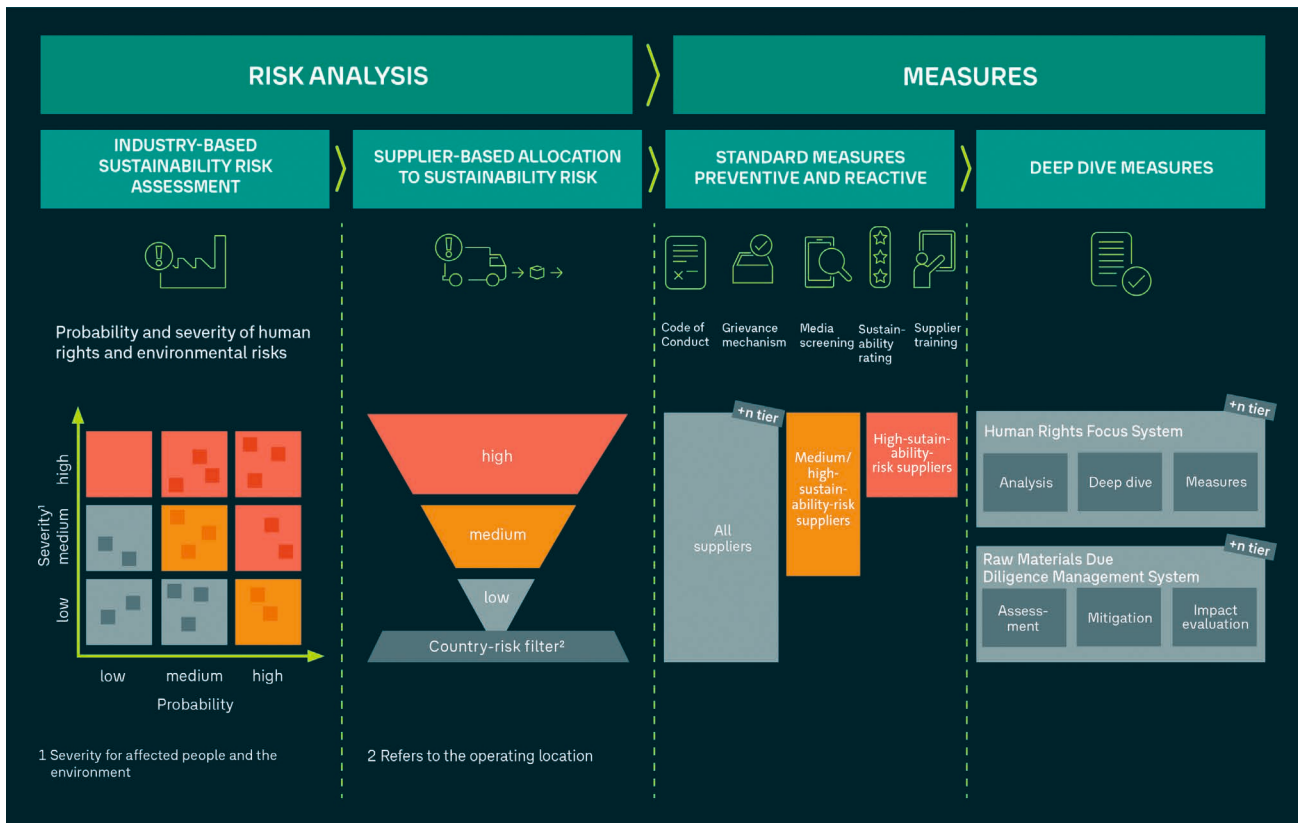 RISK ANALYSIS
MEASURES
INDUSTRY-BASED
SUSTAINABILITY RISK
ASSESSMENT
SUPPLIER-BASED ALLOCATION
TO SUSTAINABILITY RISK
STANDARD MEASURES
PREVENTIVE AND REACTIVE
DEEP DIVE MEASURES
Probability and severity of human
rights and environmental risks
high
medium
low
Severity¹
low
medium
high
Probability
1 Severity for affected people and the
environment
high
medium
low
Country-risk filter²
2 Refers to the operating location
Code of
Conduct
Grievance
mechanism
Media
screening
Sustain-
ability
rating
Supplier
training
+n tier
All
suppliers
Medium/
high-
sustain-
ability-risk
suppliers
High-sutain-
ability-
risk suppliers
+n tier
Human Rights Focus System
Analysis
Deep dive
Measures
+n tier
Raw Materials Due
Diligence Management System
Assess-
ment
Mitigation
Impact
evaluation